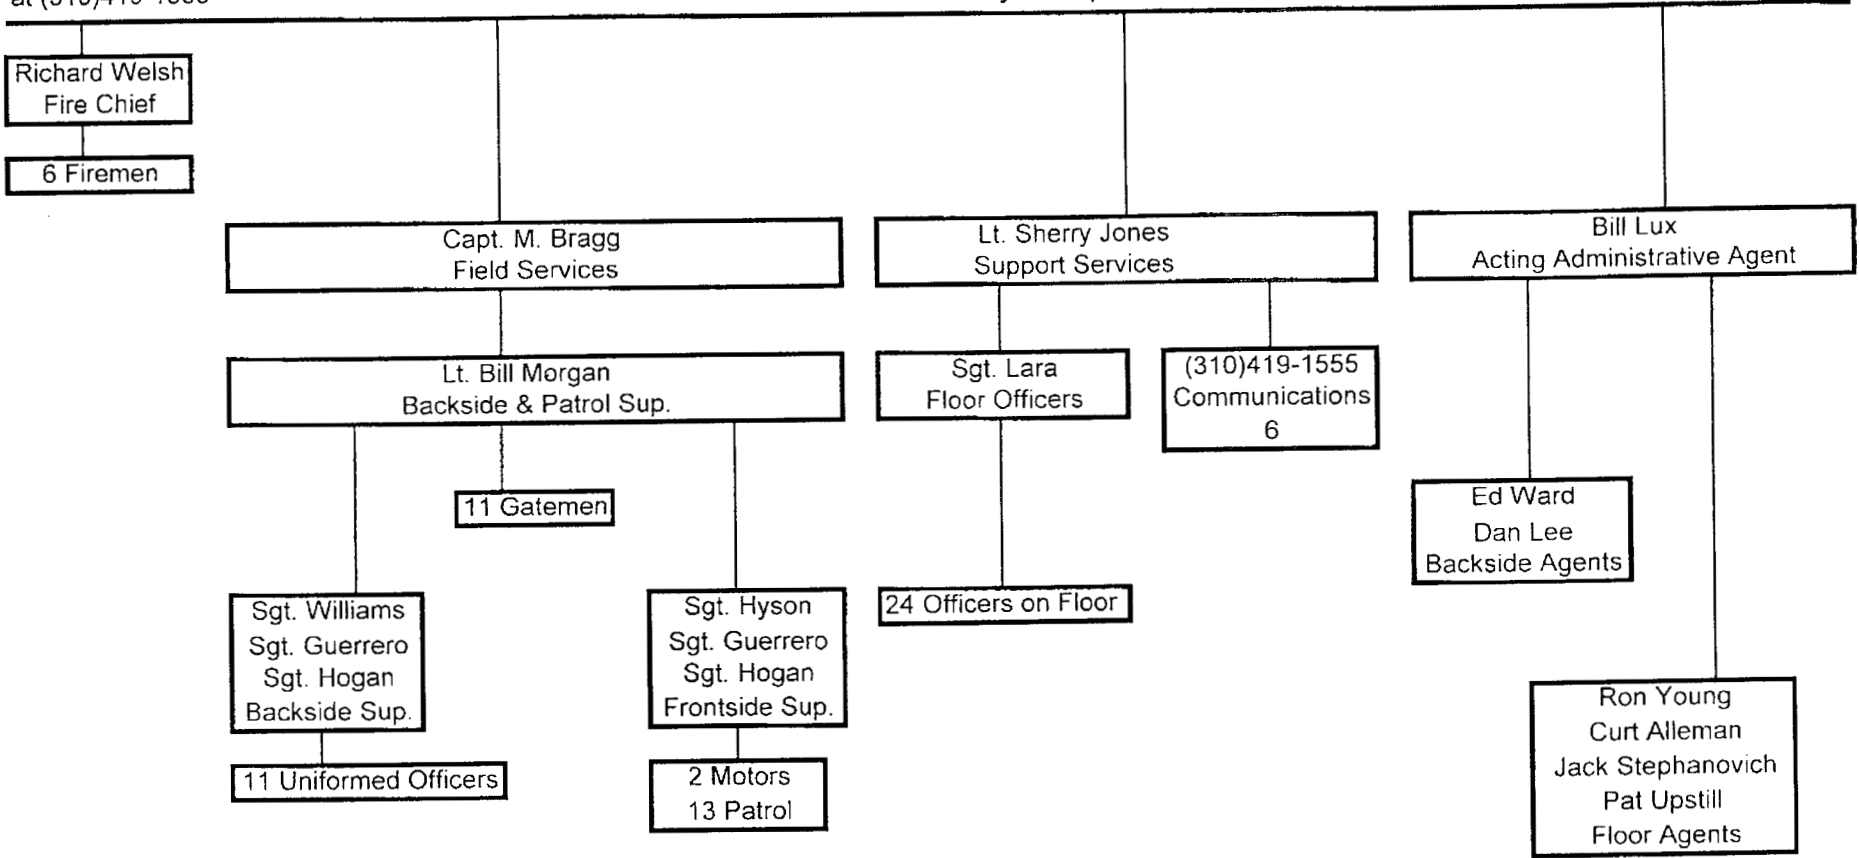 Richard Welsh
Fire Chief
6 Firemen
Capt. M. Bragg
Field Services
Lt. Sherry Jones
Support Services
Bill Lux
Acting Administrative Agent
Lt. Bill Morgan
Backside & Patrol Sup.
Sgt. Lara
Floor Officers
(310)419-1555
Communications
6
11 Gatemen
Ed Ward
Dan Lee
Backside Agents
Sgt. Williams
Sgt. Guerrero
Sgt. Hogan
Backside Sup.
Sgt. Hyson
Sgt. Guerrero
Sgt. Hogan
Frontside Sup.
24 Officers on Floor
11 Uniformed Officers
2 Motors
13 Patrol
Ron Young
Curt Alleman
Jack Stephanovich
Pat Upstill
Floor Agents